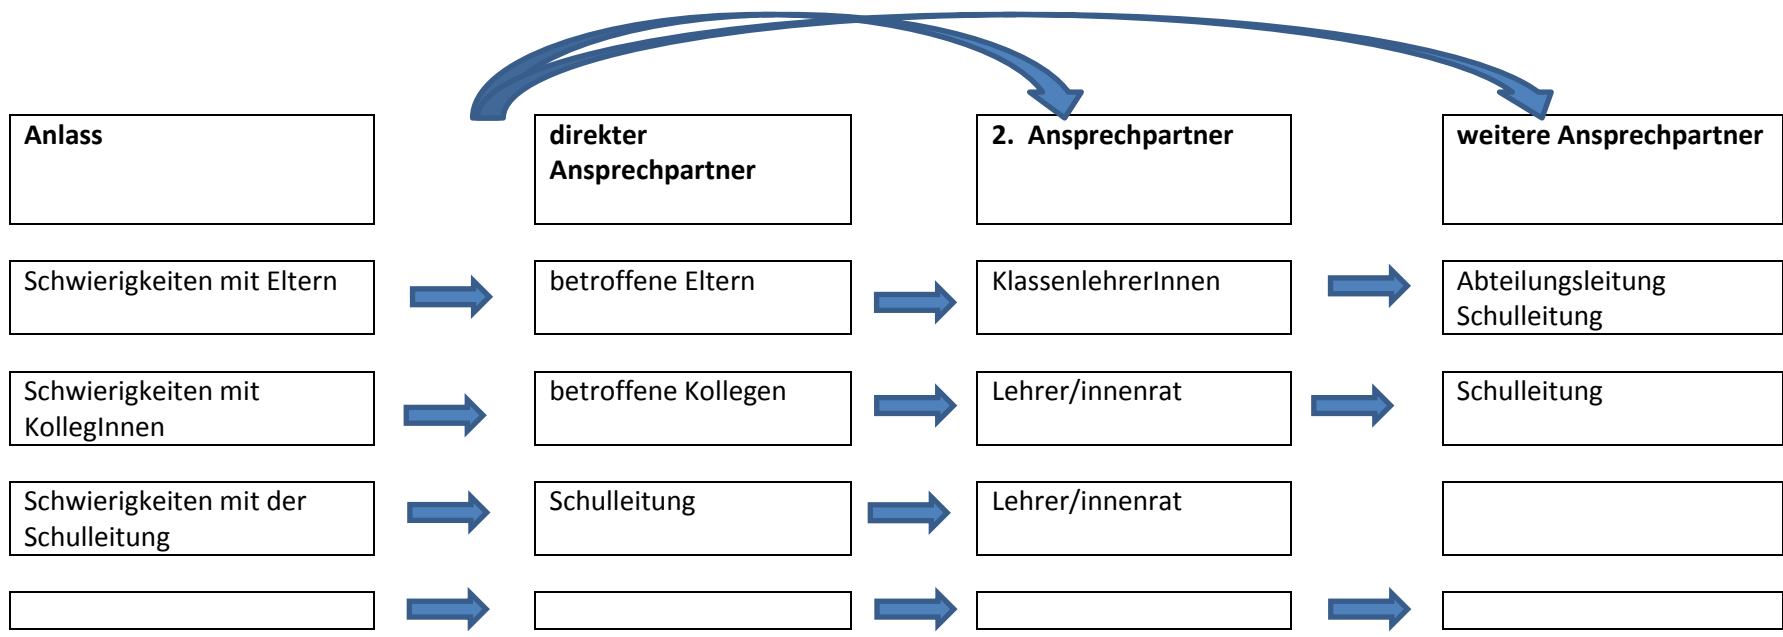 Anlass
direkter
Ansprechpartner
2. Ansprechpartner
weitere Ansprechpartner
Schwierigkeiten mit Eltern
betroffene Eltern
KlassenlehrerInnen
Abteilungsleitung
Schulleitung
Schwierigkeiten mit
KollegInnen
betroffene Kollegen
Lehrer/innenrat
Schulleitung
Schwierigkeiten mit der
Schulleitung
Schulleitung
Lehrer/innenrat